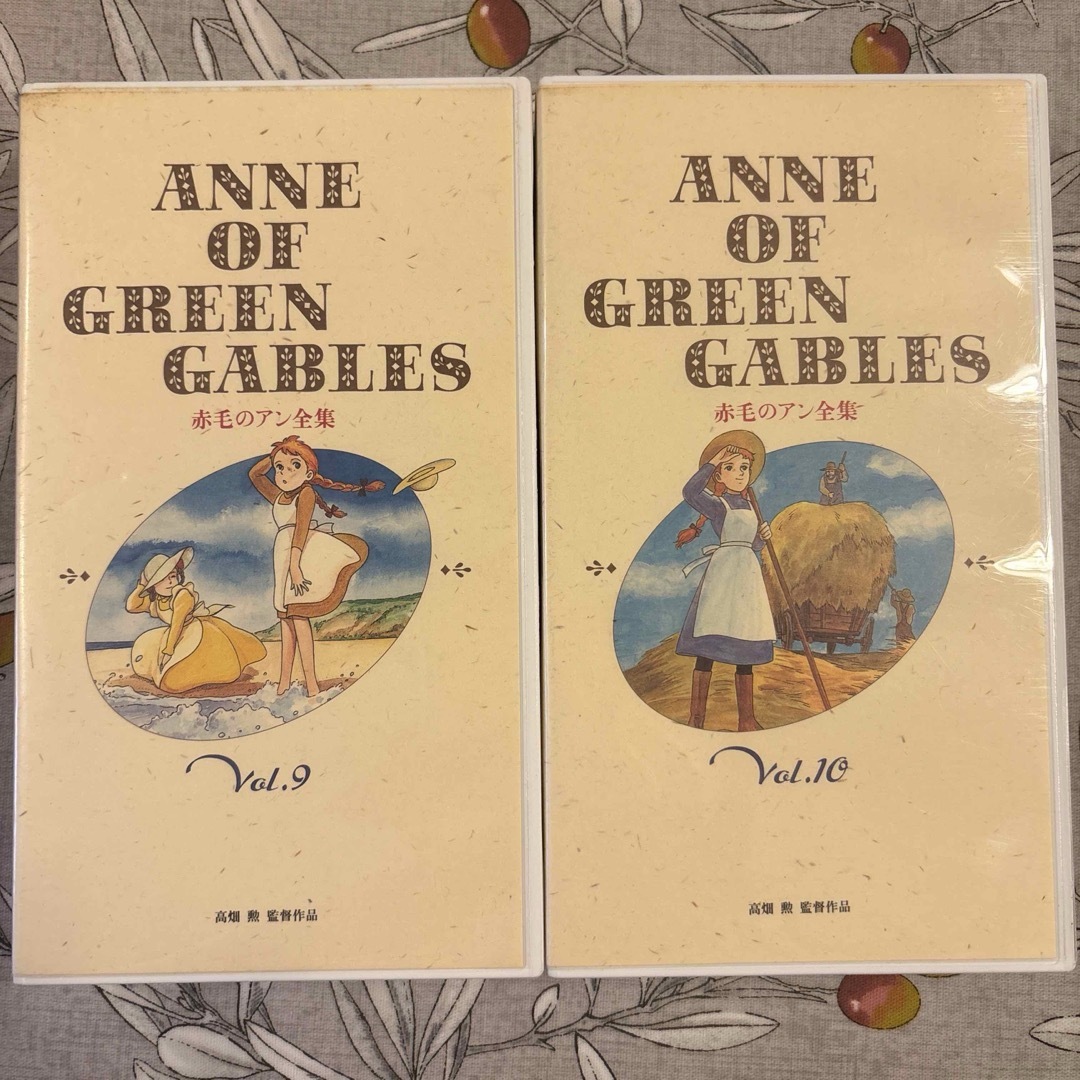 ANNE
OF
GREEN
GABLES
赤毛のアン全集
Vol.9
高畑 勲 監督作品
ANNE
OF
GREEN
GABLES
赤毛のアン全集
Vol.10
高畑 勲 監督作品